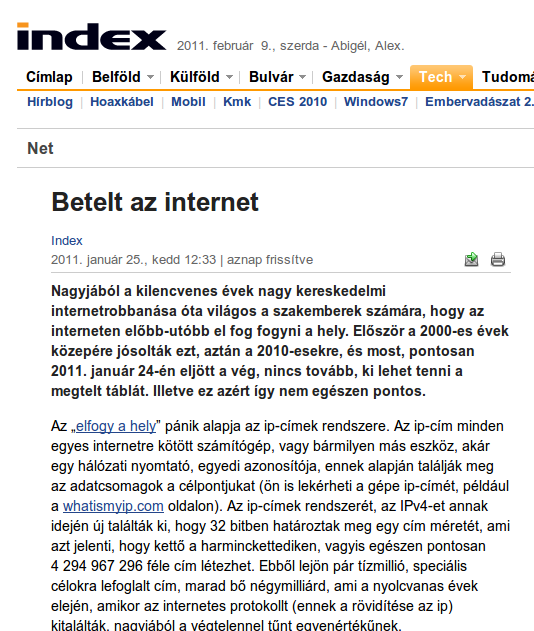 index 2011. február 9., szerda - Abigél, Alex.
Címlap Belföld Külföld Bulvár Gazdaság Tech Tudomá
Hírblog Hoaxkábel Mobil Kmk CES 2010 Windows7 Embervadászat 2.
Net
Betelt az internet
Index
2011. január 25., kedd 12:33 | aznap frissítve
Nagyjából a kilencvenes évek nagy kereskedelmi
internetrobbanása óta világos a szakemberek számára, hogy az
interneten előbb-utóbb el fog fogyni a hely. Először a 2000-es évek
közepére jósolták ezt, aztán a 2010-esekre, és most, pontosan
2011. január 24-én eljött a vég, nincs tovább, ki lehet tenni a
megtelt táblát. Illetve ez azért így nem egészen pontos.
Az „elfogy a hely” pánik alapja az ip-címek rendszere. Az ip-cím minden
egyes internetre kötött számítógép, vagy bármilyen más eszköz, akár
egy hálózati nyomtató, egyedi azonosítója, ennek alapján találják meg
az adatcsomagok a célpontjukat (ön is lekérheti a gépe ip-címét, például
a whatismyip.com oldalon). Az ip-címek rendszerét, az IPv4-et annak
idején új találták ki, hogy 32 bitben határoztak meg egy cím méretét, ami
azt jelenti, hogy kettő a harminckettediken, vagyis egészen pontosan
4 294 967 296 féle cím létezhet. Ebből lejön pár tízmillió, speciális
célokra lefoglalt cím, marad bő négymilliárd, ami a nyolcvanas évek
elején, amikor az internetes protokollt (ennek a rövidítése az ip)
kitalálták, nagyjából a végtelennel tűnt egyenértékűnek.